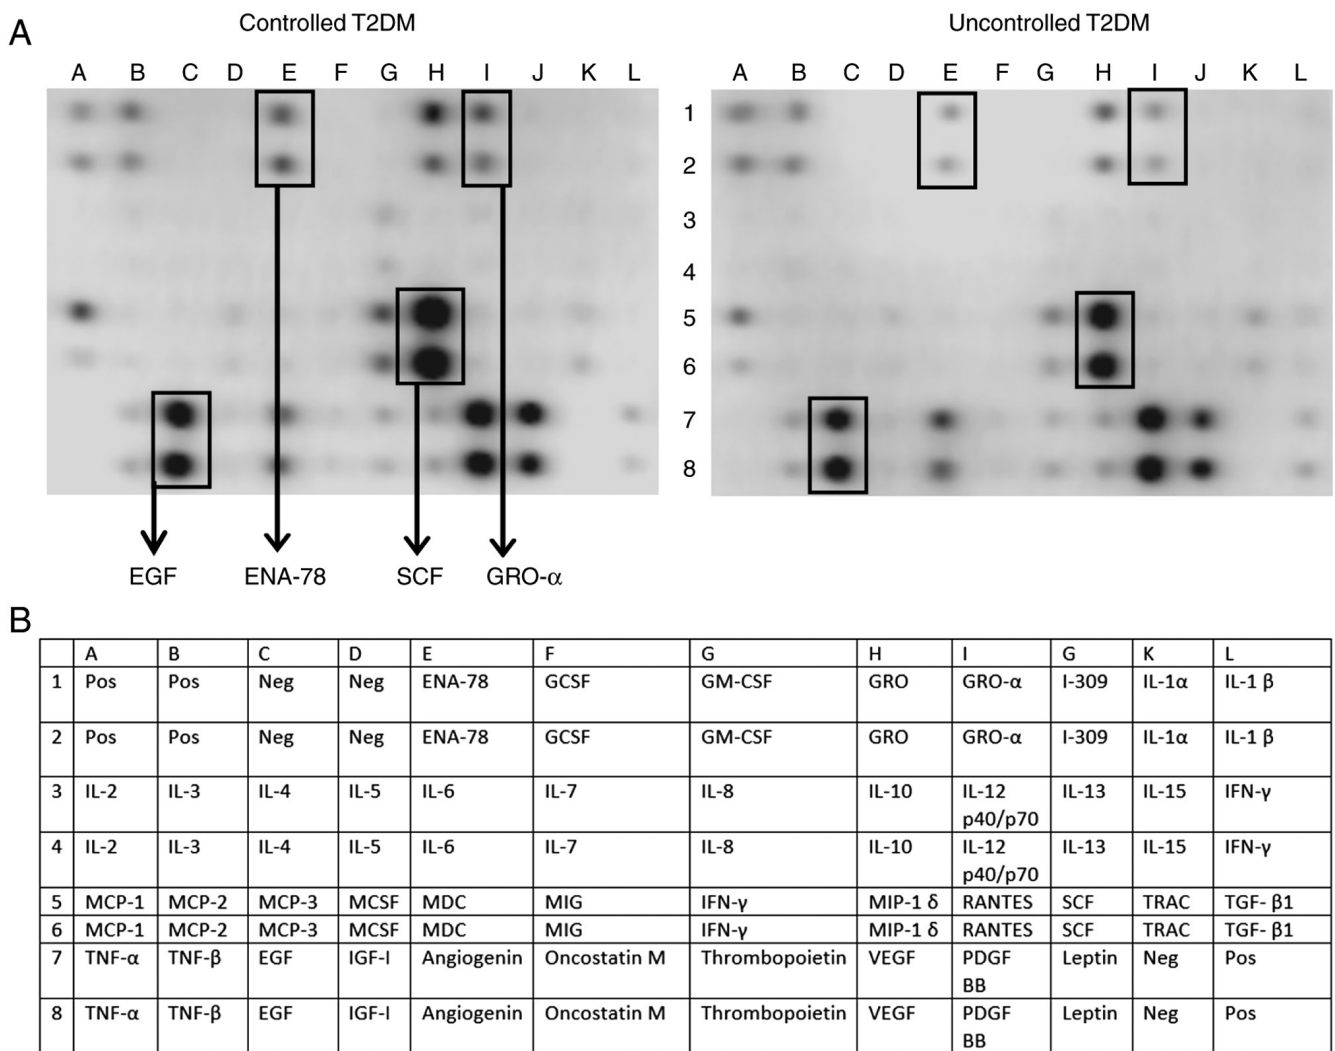 A
Controlled T2DM
Uncontrolled T2DM
A B C D E F G H I J K L
A B C D E F G H I J K L
1
2
3
4
5
6
7
8
EGF ENA-78 SCF GRO-α
B
A B C D E F G H I G K L
1 Pos Pos Neg Neg ENA-78 GCSF GM-CSF GRO GRO-α I-309 IL-1α IL-1 β
2 Pos Pos Neg Neg ENA-78 GCSF GM-CSF GRO GRO-α I-309 IL-1α IL-1 β
3 IL-2 IL-3 IL-4 IL-5 IL-6 IL-7 IL-8 IL-10 IL-12 IL-13 IL-15 IFN-γ
p40/p70
4 IL-2 IL-3 IL-4 IL-5 IL-6 IL-7 IL-8 IL-10 IL-12 IL-13 IL-15 IFN-γ
p40/p70
5 MCP-1 MCP-2 MCP-3 MCSF MDC MIG IFN-γ MIP-1 δ RANTES SCF TRAC TGF- β1
6 MCP-1 MCP-2 MCP-3 MCSF MDC MIG IFN-γ MIP-1 δ RANTES SCF TRAC TGF- β1
7 TNF-α TNF-β EGF IGF-I Angiogenin Oncostatin M Thrombopoietin VEGF PDGF Leptin Neg Pos
BB
8 TNF-α TNF-β EGF IGF-I Angiogenin Oncostatin M Thrombopoietin VEGF PDGF Leptin Neg Pos
BB